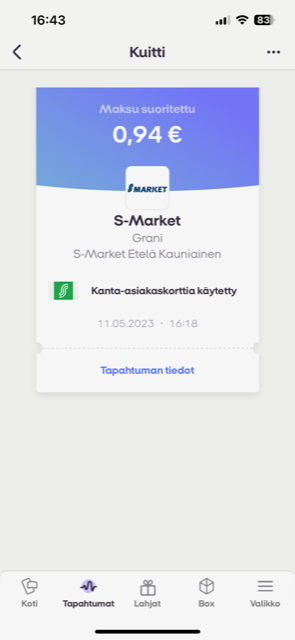 16:43
83
Kuitti
Maksu suoritettu
0,94 €
S MARKET
S-Market
Grani
S-Market Etelä Kauniainen
Kanta-asiakaskorttia käytetty
11.05.2023 · 16:18
Tapahtuman tiedot
Koti
Tapahtumat
Lahjat
Box
Valikko